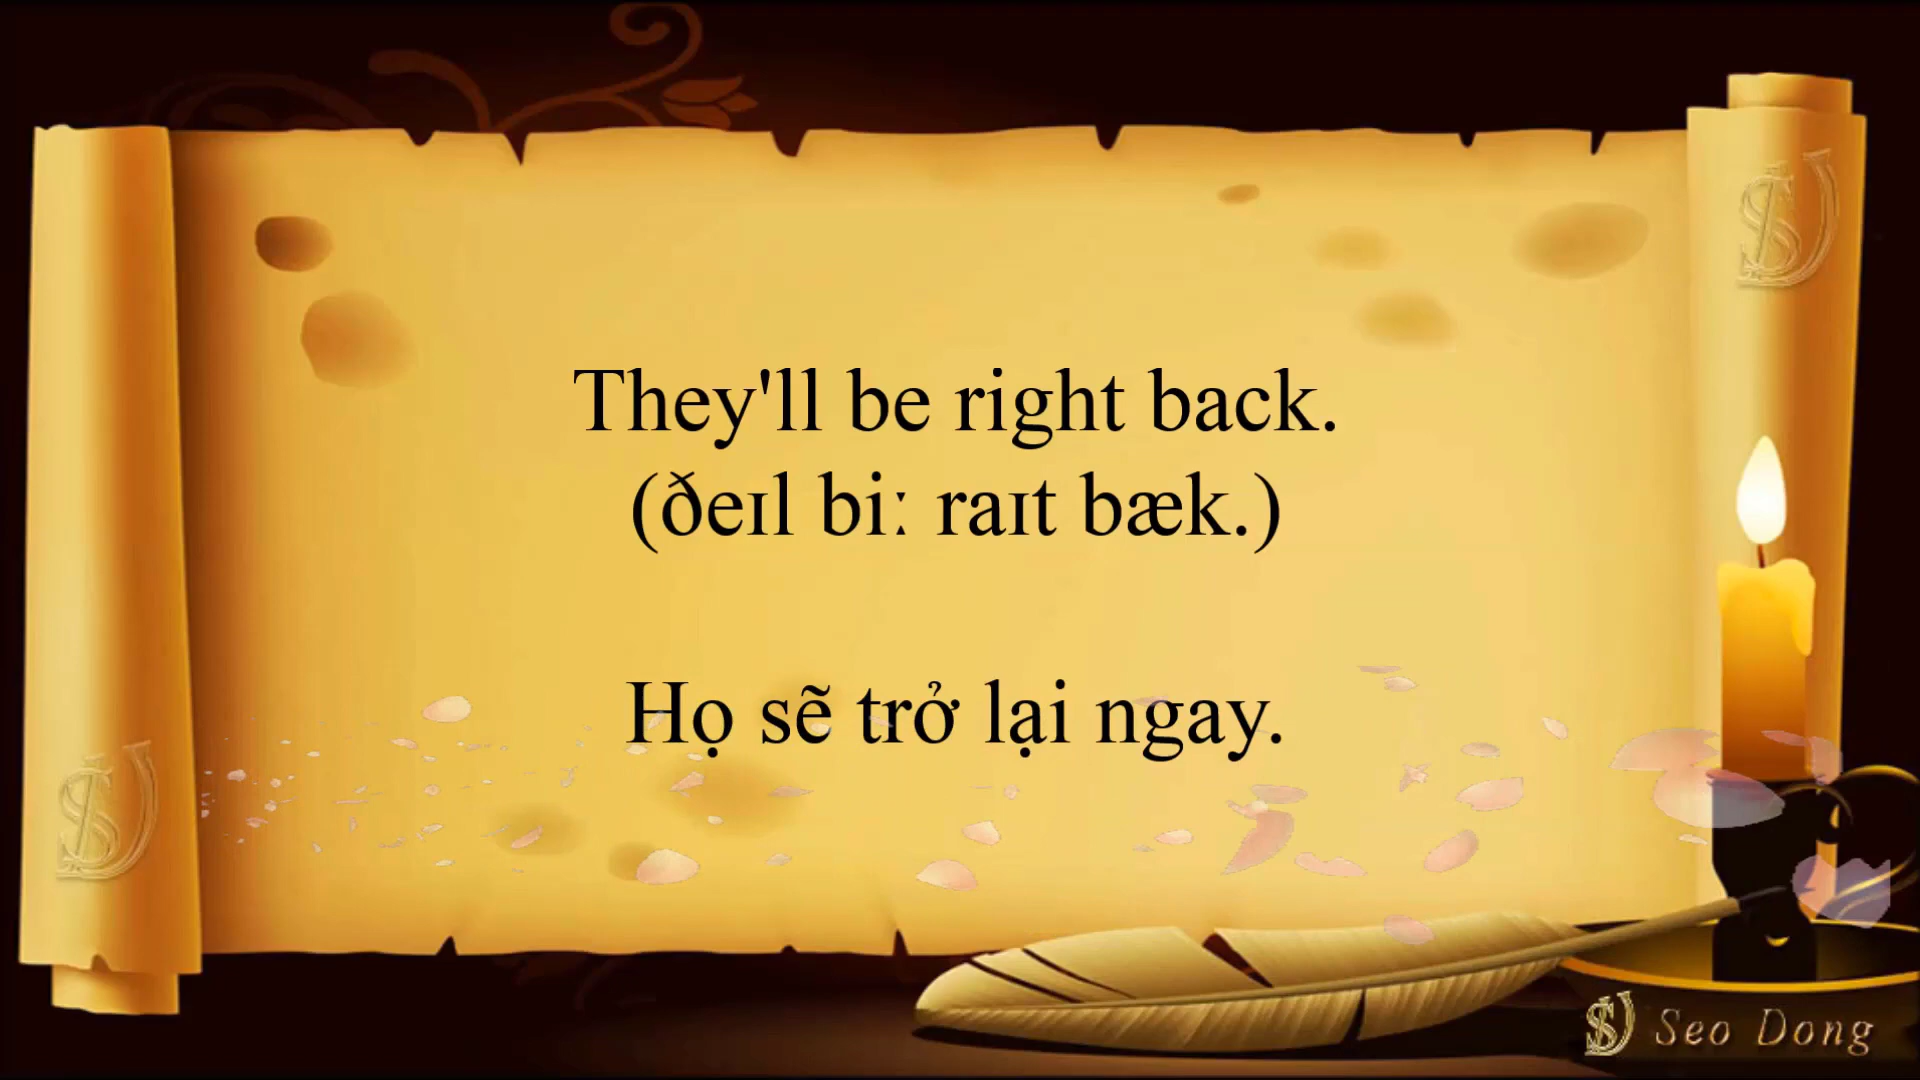 They'll be right back.
(ðeɪl biː raɪt bæk.)
Họ sẽ trở lại ngay.
Seo Dong